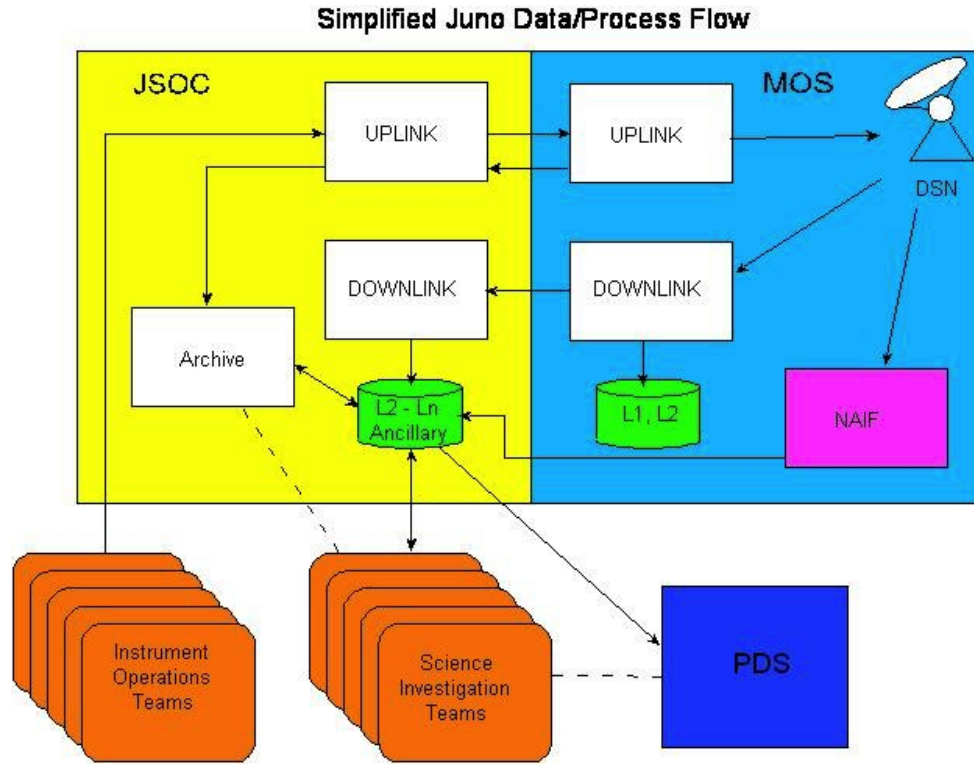 Simplified Juno Data/Process Flow
JSOC
MOS
UPLINK
UPLINK
DSN
DOWNLINK
DOWNLINK
Archive
L2 - Ln
Ancillary
L1, L2
NAIF
Instrument
Operations
Teams
Science
Investigation
Teams
PDS